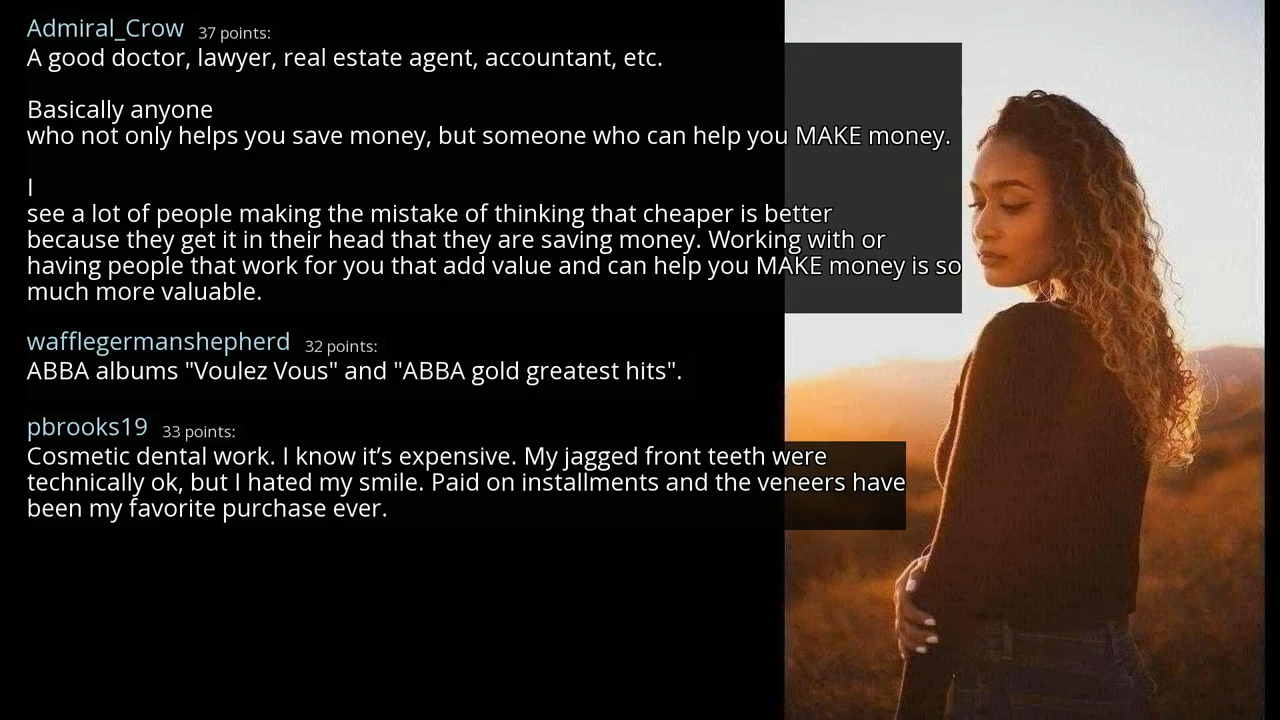 Admiral_Crow 37 points:
A good doctor, lawyer, real estate agent, accountant, etc.
Basically anyone
who not only helps you save money, but someone who can help you MAKE money.
I
see a lot of people making the mistake of thinking that cheaper is better
because they get it in their head that they are saving money. Working with or
having people that work for you that add value and can help you MAKE money is so
much more valuable.
wafflegermanshepherd 32 points:
ABBA albums "Voulez Vous" and "ABBA gold greatest hits".
pbrooks19 33 points:
Cosmetic dental work. I know it’s expensive. My jagged front teeth were
technically ok, but I hated my smile. Paid on installments and the veneers have
been my favorite purchase ever.